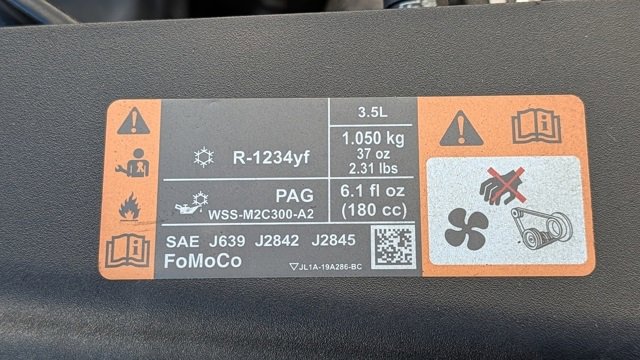 3.5L
R-1234yf
1.050 kg
37 oz
2.31 lbs
PAG
WSS-M2C300-A2
6.1 fl oz
(180 cc)
SAE J639 J2842 J2845
FoMoCo
JL1A-19A286-BC